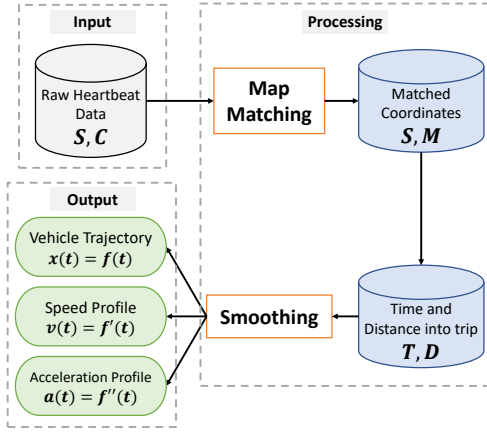 Input
Processing
Raw Heartbeat
Data
S, C
Map
Matching
Matched
Coordinates
S, M
Output
Vehicle Trajectory
x(t) = f(t)
Speed Profile
v(t) = f'(t)
Acceleration Profile
a(t) = f''(t)
Smoothing
Time and
Distance into trip
T, D